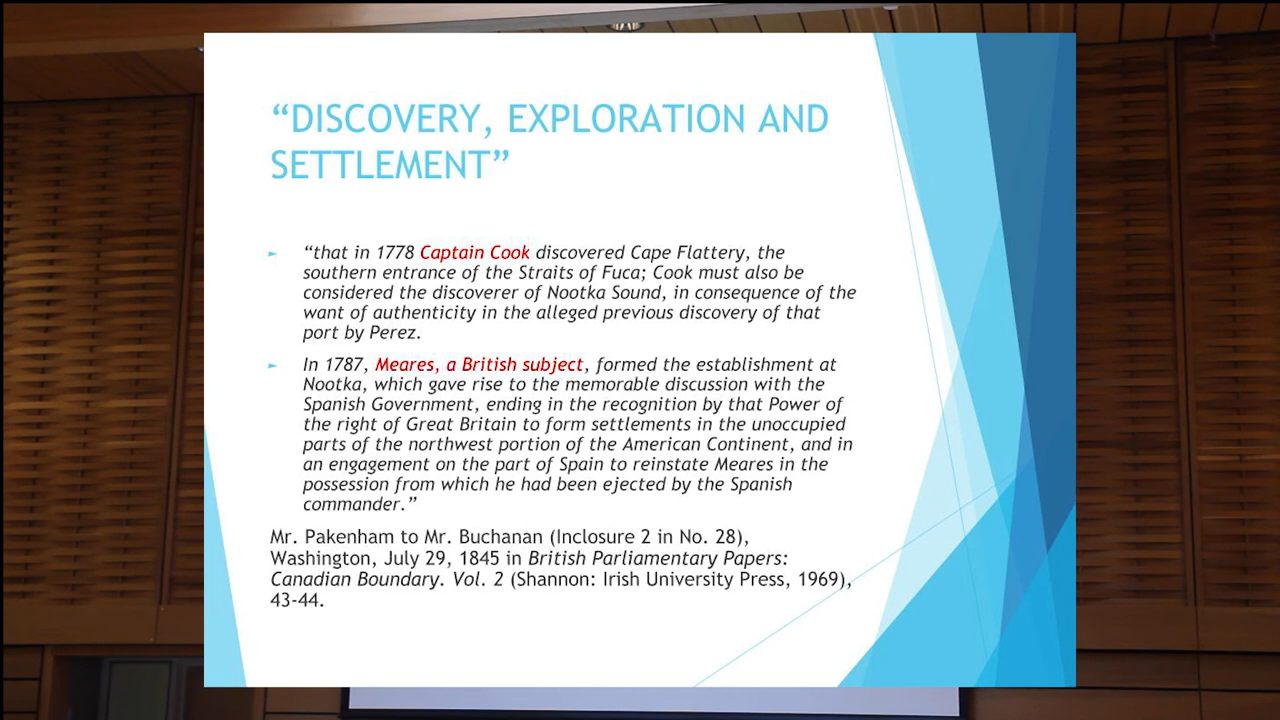 “DISCOVERY, EXPLORATION AND
SETTLEMENT”
“that in 1778 Captain Cook discovered Cape Flattery, the
southern entrance of the Straits of Fuca; Cook must also be
considered the discoverer of Nootka Sound, in consequence of the
want of authenticity in the alleged previous discovery of that
port by Perez.
In 1787, Meares, a British subject, formed the establishment at
Nootka, which gave rise to the memorable discussion with the
Spanish Government, ending in the recognition by that Power of
the right of Great Britain to form settlements in the unoccupied
parts of the northwest portion of the American Continent, and in
an engagement on the part of Spain to reinstate Meares in the
possession from which he had been ejected by the Spanish
commander.”
Mr. Pakenham to Mr. Buchanan (Inclosure 2 in No. 28),
Washington, July 29, 1845 in British Parliamentary Papers:
Canadian Boundary. Vol. 2 (Shannon: Irish University Press, 1969),
43-44.